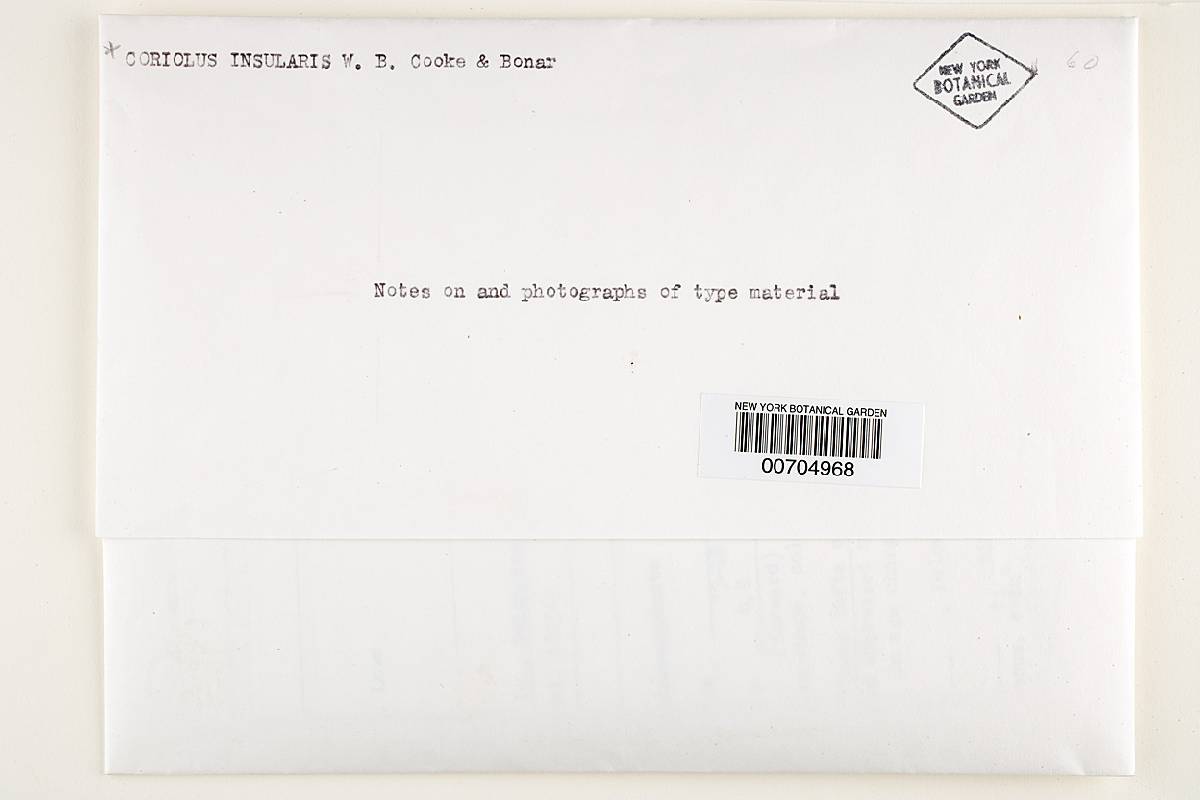 * CORIOLUS INSULARIS W. B. Cooke & Bonar
NEW YORK
BOTANICAL
GARDEN
60
Notes on and photographs of type material
NEW YORK BOTANICAL GARDEN
00704968